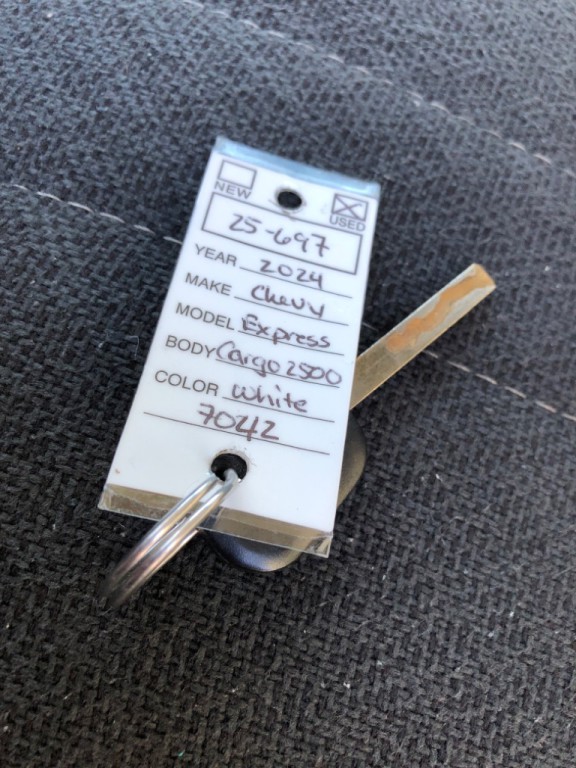 NEW USED
25-697
YEAR 2024
MAKE Chevy
MODEL Express
BODY Cargo 2500
COLOR White
7042